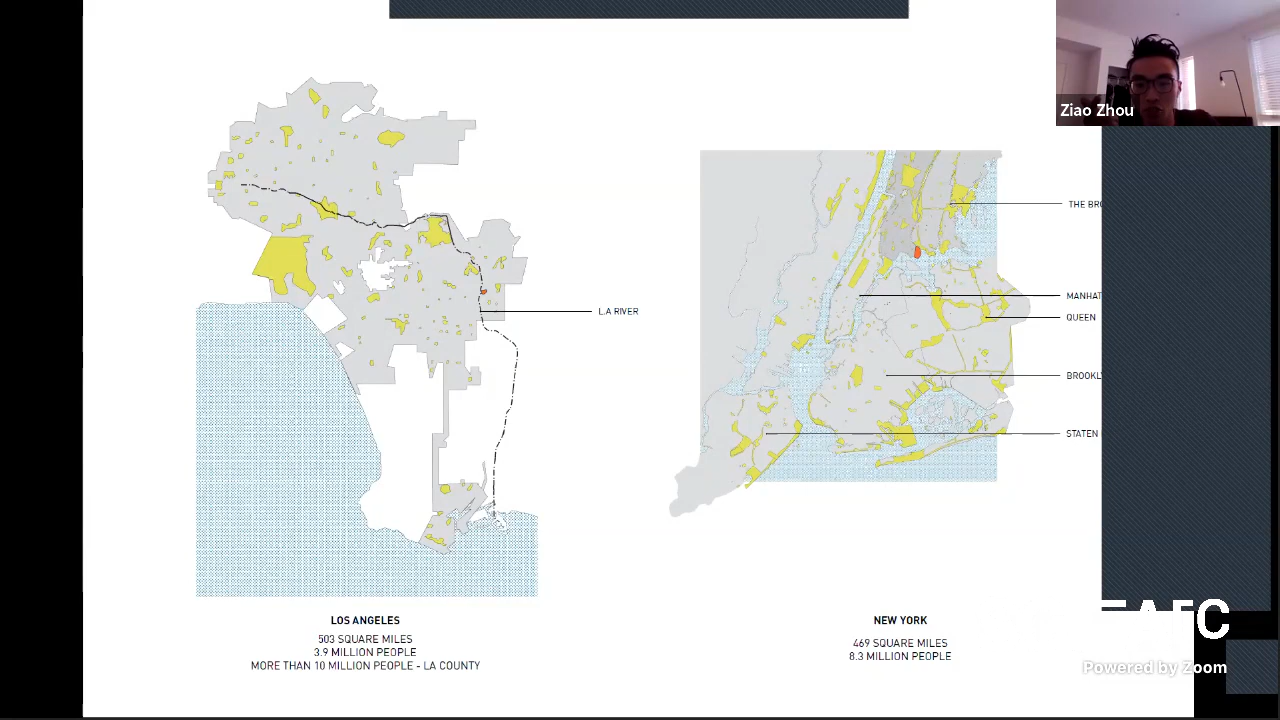 Ziao Zhou
THE BRO
L.A RIVER
MANHAT
QUEEN
BROOKL
STATEN
LOS ANGELES
503 SQUARE MILES
3.9 MILLION PEOPLE
MORE THAN 10 MILLION PEOPLE - LA COUNTY
NEW YORK
469 SQUARE MILES
8.3 MILLION PEOPLE
Powered by Zoom